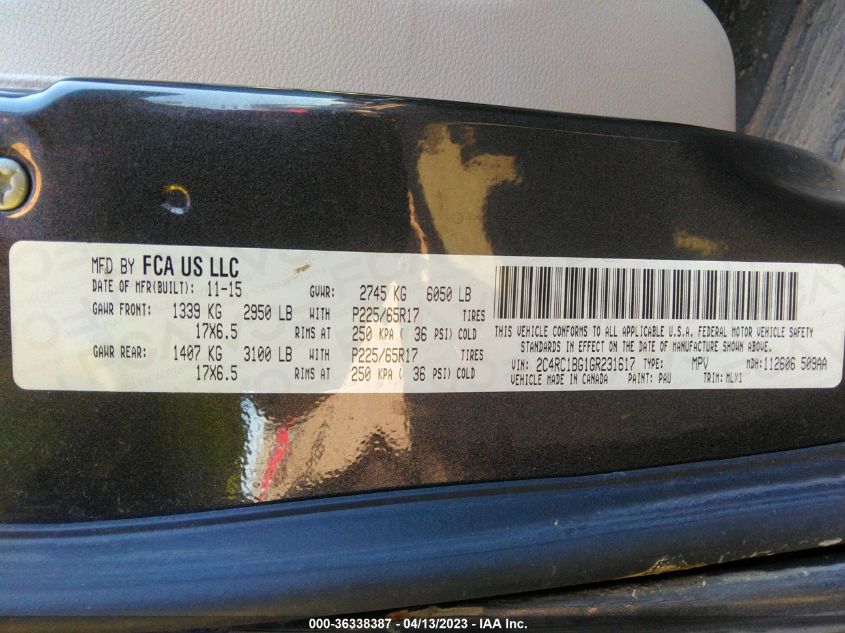 MFD BY FCA US LLC
DATE OF MFR(BUILT): 11-15 GVWR: 2745 KG 6050 LB
GAWR FRONT: 1339 KG 2950 LB WITH P225/65R17 TIRES
17X6.5 RIMS AT 250 KPA ( 36 PSI) COLD
GAWR REAR: 1407 KG 3100 LB WITH P225/65R17 TIRES
17X6.5 RIMS AT 250 KPA ( 36 PSI) COLD
THIS VEHICLE CONFORMS TO ALL APPLICABLE U.S.A. FEDERAL MOTOR VEHICLE SAFETY
STANDARDS IN EFFECT ON THE DATE OF MANUFACTURE SHOWN ABOVE.
VIN: 2C4RC1BG1GR231617 TYPE: MPV MDH: 112606 509AA
VEHICLE MADE IN CANADA PAINT: PAU TRIM: MLX1
000-36338387 - 04/13/2023 - IAA Inc.